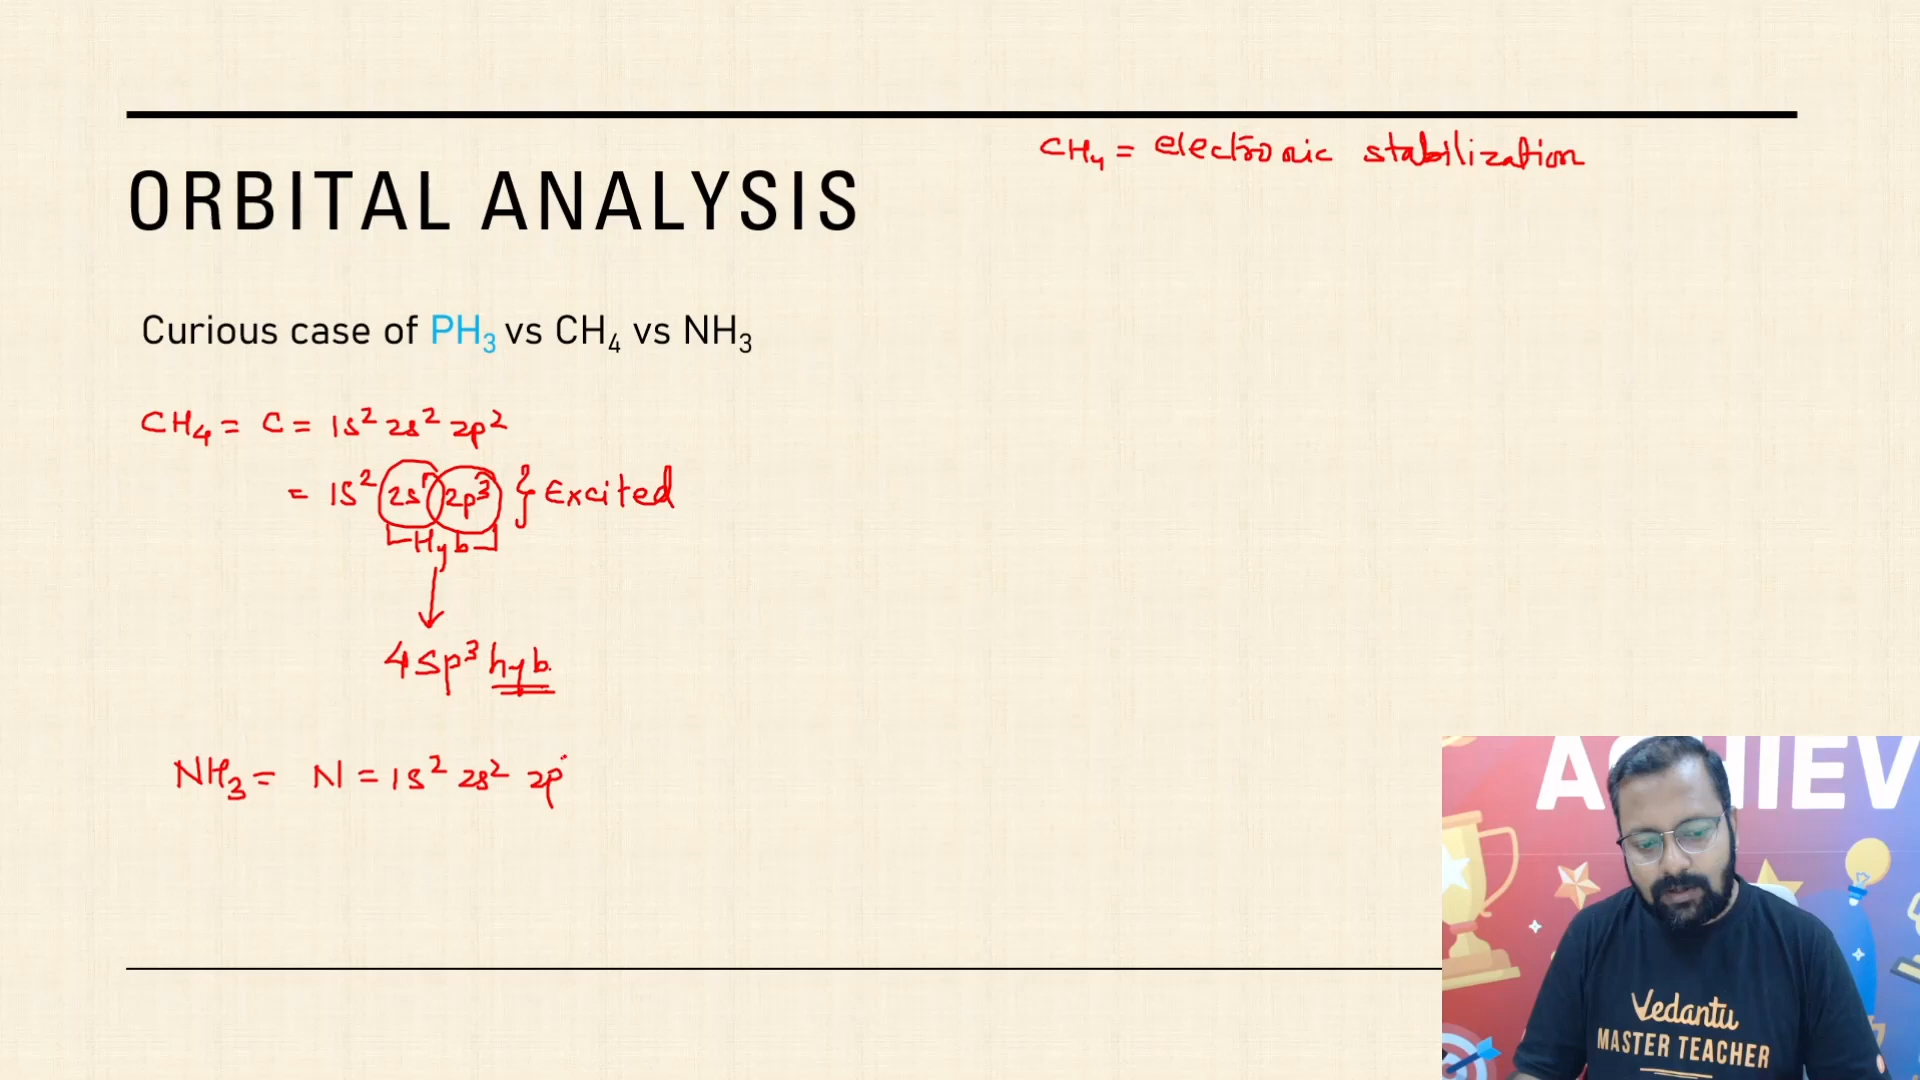 CH₄ = electronic stabilization
ORBITAL ANALYSIS
Curious case of PH₃ vs CH₄ vs NH₃
CH₄ = C = 1s² 2s² 2p²
= 1s² 2s¹ 2p³ } Excited
Hyb
4 sp³ hyb.
NH₃ = N = 1s² 2s² 2p
ACHIEV
Vedantu
MASTER TEACHER